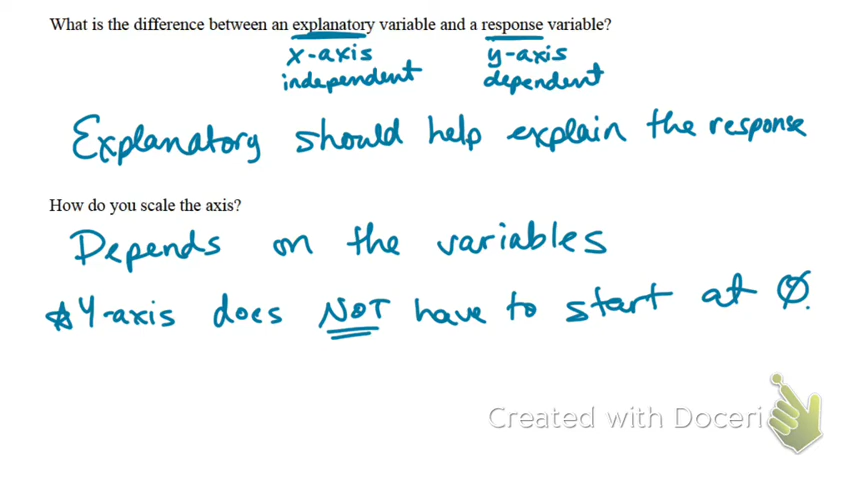 What is the difference between an explanatory variable and a response variable?
x-axis y-axis
independent dependent
Explanatory should help explain the response
How do you scale the axis?
Depends on the variables
☆ Y-axis does NOT have to start at 0.
Created with Doceri